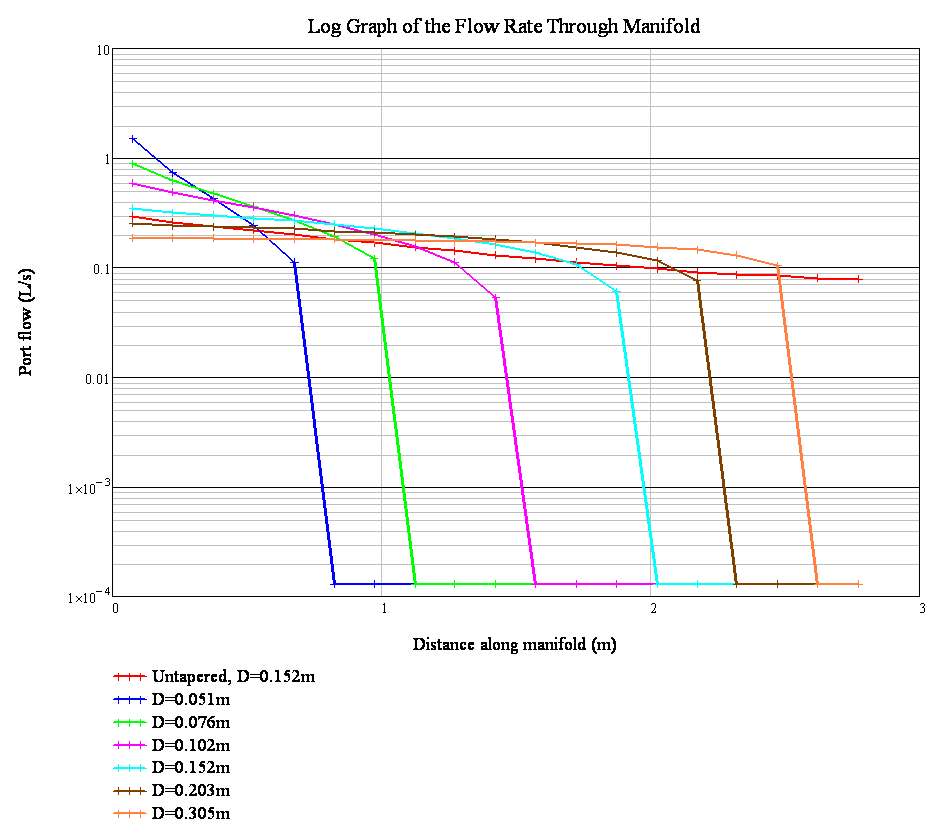 Log Graph of the Flow Rate Through Manifold
10
1
0.1
0.01
1×10⁻³
1×10⁻⁴
Port flow (L/s)
0
1
2
3
Distance along manifold (m)
Untapered, D=0.152m
D=0.051m
D=0.076m
D=0.102m
D=0.152m
D=0.203m
D=0.305m